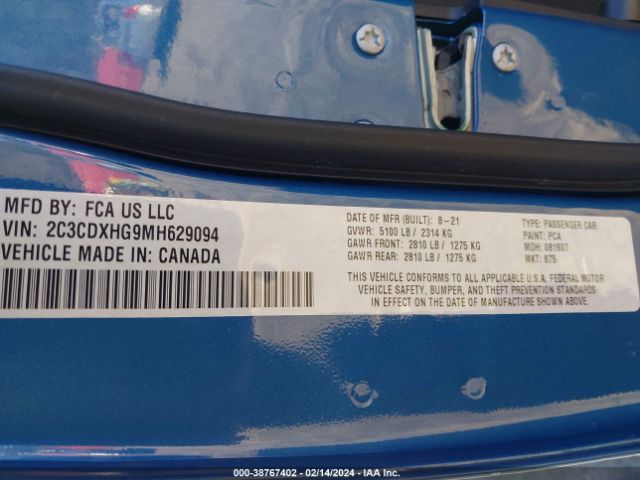 MFD BY: FCA US LLC
VIN: 2C3CDXHG9MH629094
VEHICLE MADE IN: CANADA
DATE OF MFR (BUILT): 8-21
GVWR: 5100 LB / 2314 KG
GAWR FRONT: 2810 LB / 1275 KG
GAWR REAR: 2810 LB / 1275 KG
TYPE: PASSENGER CAR
PAINT: PCA
MDH: 081907
MKT: 875
THIS VEHICLE CONFORMS TO ALL APPLICABLE U.S.A. FEDERAL MOTOR
VEHICLE SAFETY, BUMPER, AND THEFT PREVENTION STANDARDS
IN EFFECT ON THE DATE OF MANUFACTURE SHOWN ABOVE.
000-38767402 - 02/14/2024 - IAA Inc.